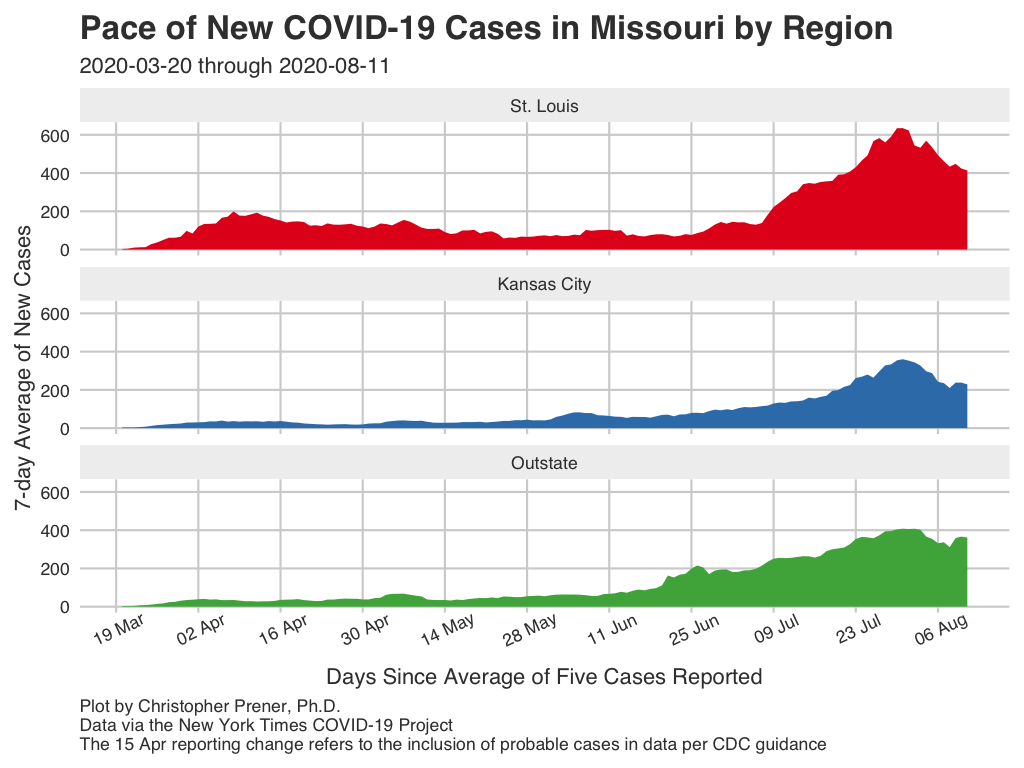 Pace of New COVID-19 Cases in Missouri by Region
2020-03-20 through 2020-08-11
7-day Average of New Cases
St. Louis
600
400
200
0
Kansas City
600
400
200
0
Outstate
600
400
200
0
19 Mar 02 Apr 16 Apr 30 Apr 14 May 28 May 11 Jun 25 Jun 09 Jul 23 Jul 06 Aug
Days Since Average of Five Cases Reported
Plot by Christopher Prener, Ph.D.
Data via the New York Times COVID-19 Project
The 15 Apr reporting change refers to the inclusion of probable cases in data per CDC guidance